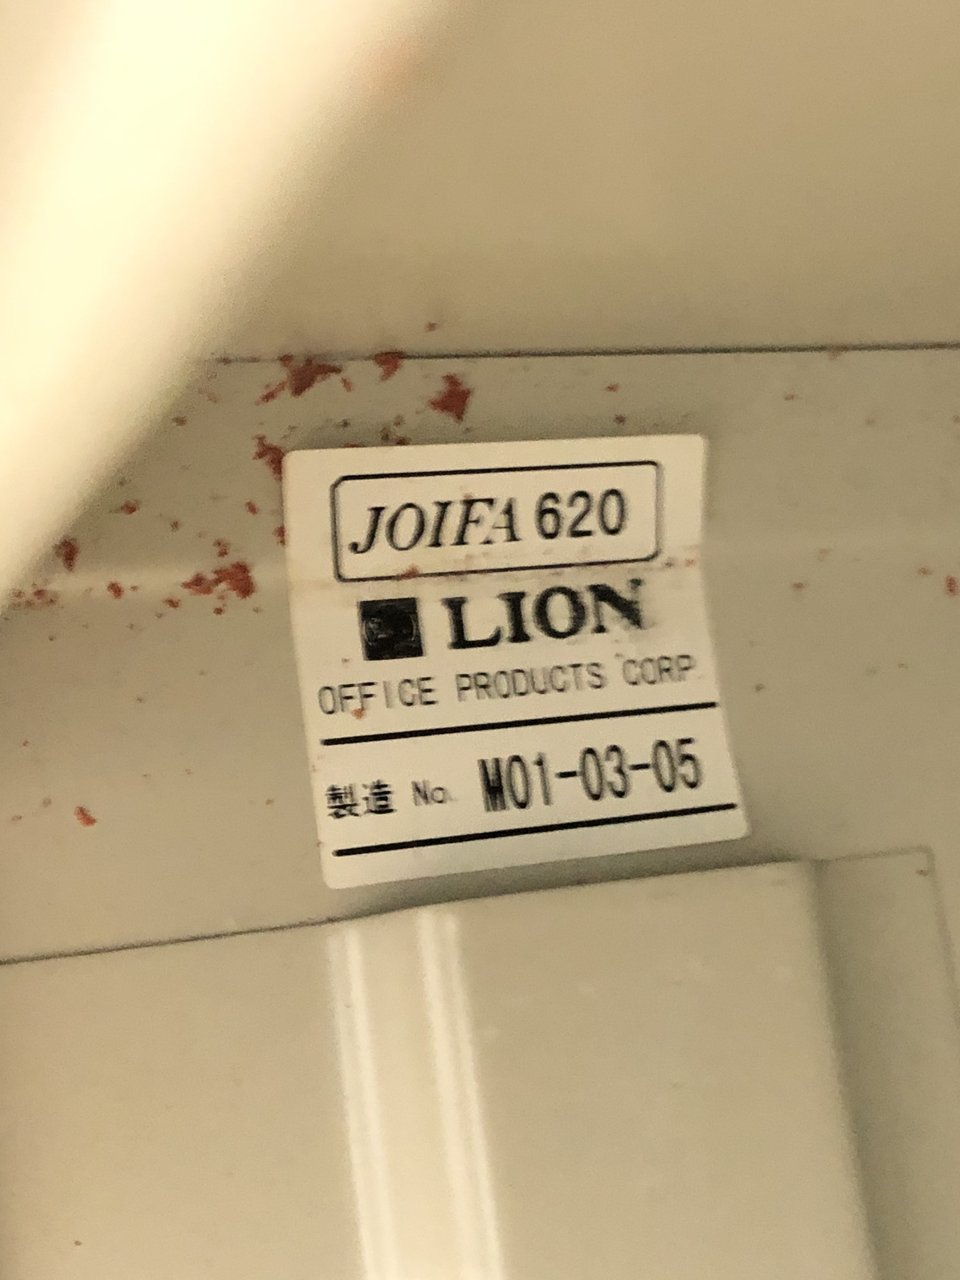 JOIFA 620
LION
OFFICE PRODUCTS CORP.
製造 No. M01-03-05